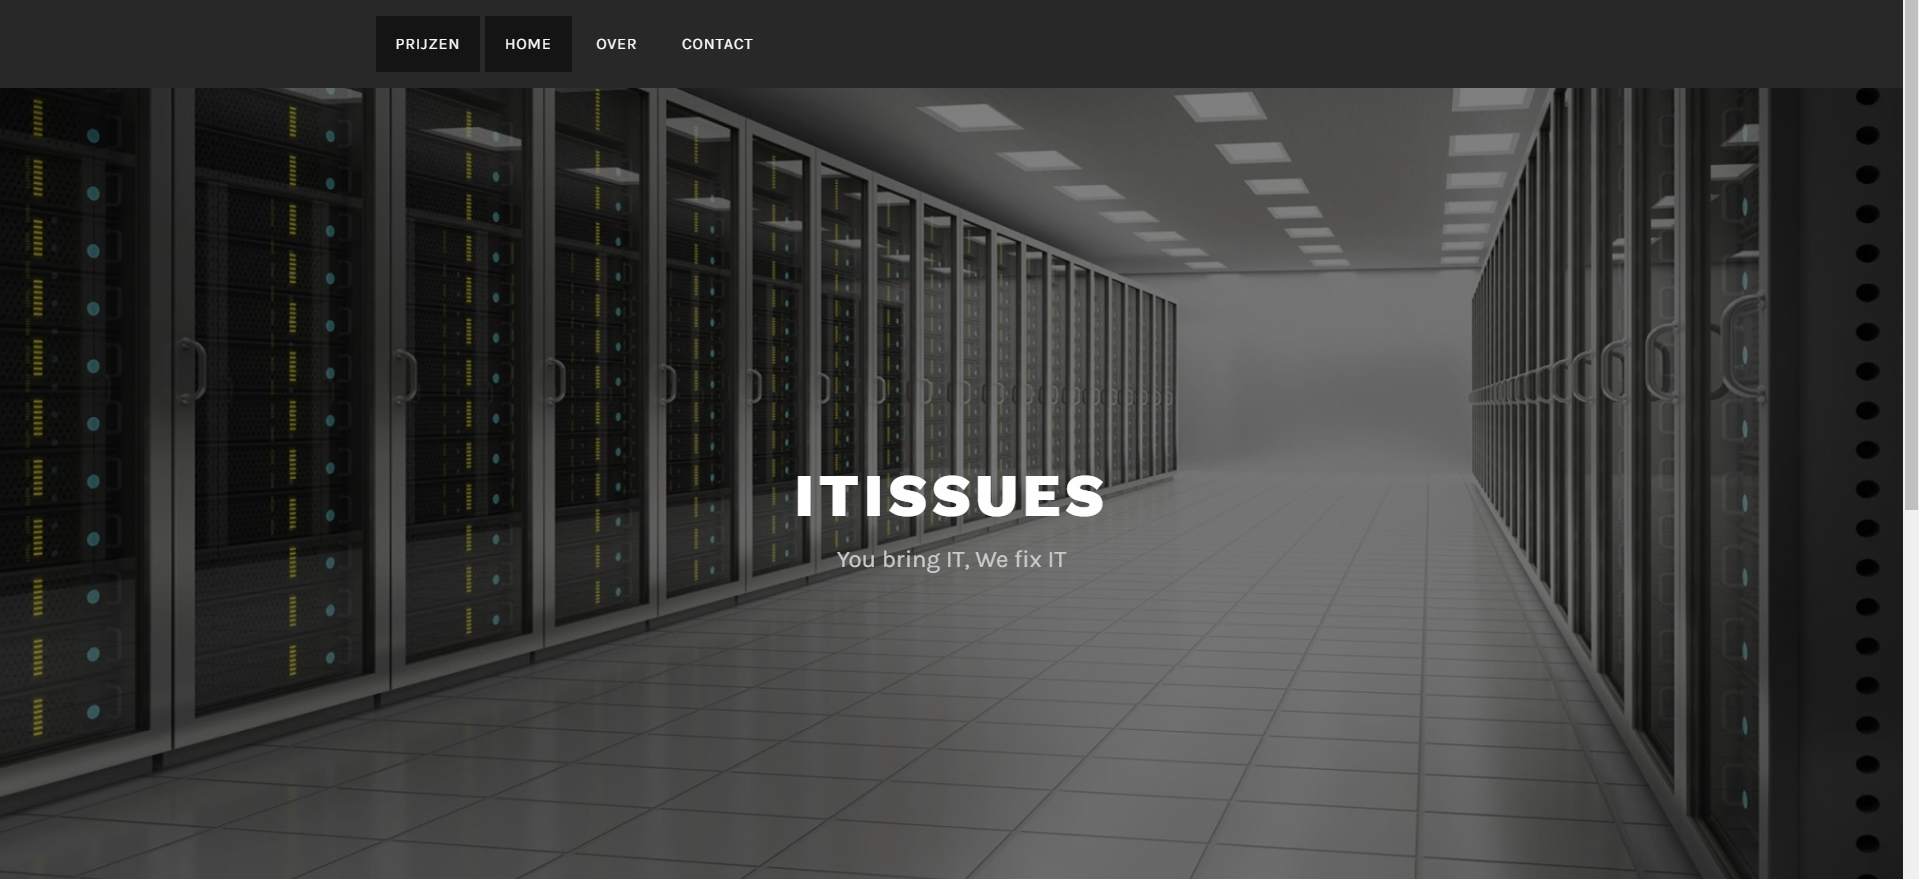 PRIJZEN HOME OVER CONTACT
ITISSUES
You bring IT, We fix IT